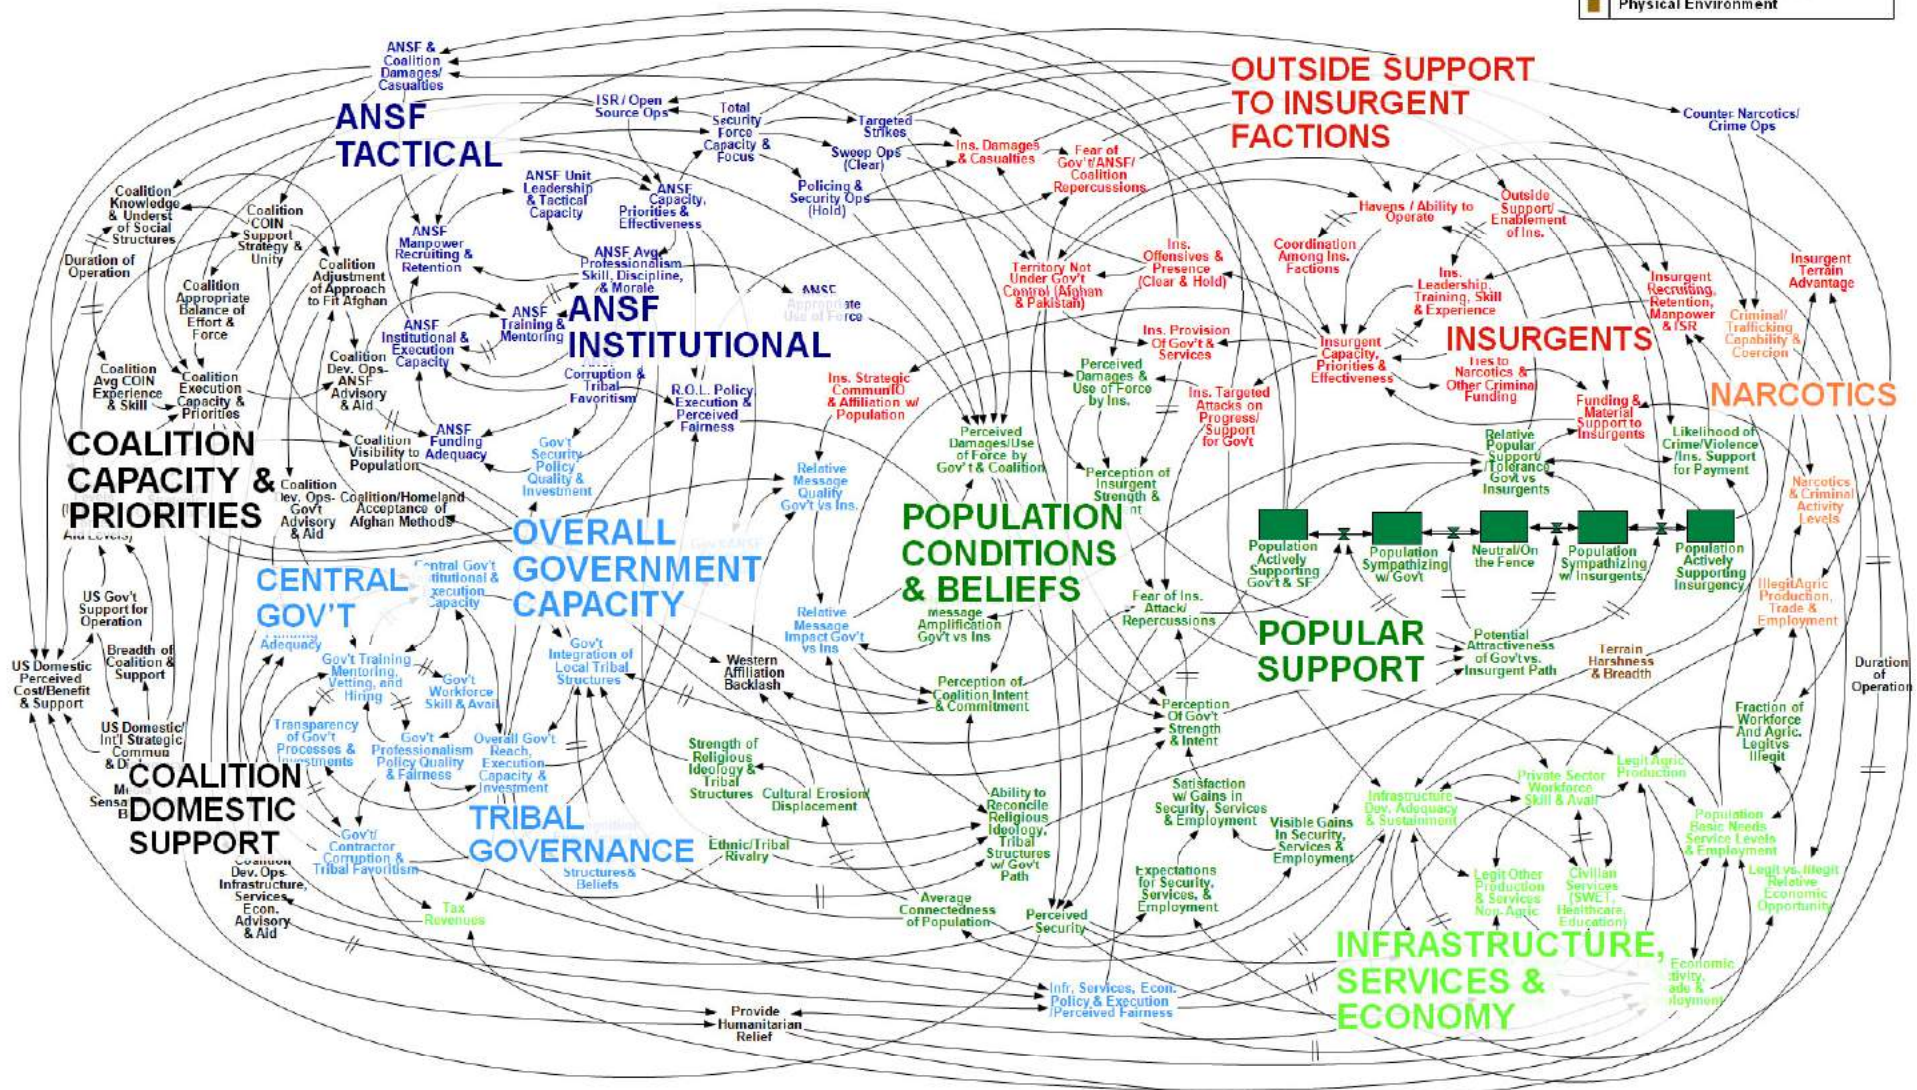 Physical Environment
ANSF &
Coalition
Damages/
Casualties
ANSF
TACTICAL
ISR / Open
Source Ops
Total
Security
Force
Capacity &
Focus
Targeted
Strikes
Sweep Ops
(Clear)
Policing &
Security Ops
(Hold)
Ins. Damages
& Casualties
Fear of
Gov't/ANSF/
Coalition
Repercussions
OUTSIDE SUPPORT
TO INSURGENT
FACTIONS
Counter Narcotics/
Crime Ops
Coalition
Knowledge
& Underst
of Social
Structures
Coalition
COIN
Support
Strategy &
Unity
Duration of
Operation
Coalition
Appropriate
Balance of
Effort &
Force
Coalition
Adjustment
of Approach
to Fit Afghan
ANSF Unit
Leadership
& Tactical
Capacity
ANSF
Capacity,
Priorities &
Effectiveness
ANSF
Manpower
Recruiting &
Retention
ANSF Avg
Professionalism
Skill, Discipline,
& Morale
ANSF
INSTITUTIONAL
ANSF
Institutional &
Execution
Capacity
ANSF
Training &
Mentoring
Corruption &
Tribal
Favoritism
R.O.L. Policy
Execution &
Perceived
Fairness
ANSF
Funding
Adequacy
Territory Not
Under Gov't
Control (Afghan
& Pakistan)
Ins.
Offensives &
Presence
(Clear & Hold)
Ins. Provision
Of Gov't &
Services
Ins. Strategic
Commun/IO
& Affiliation w/
Population
Ins. Targeted
Attacks on
Progress/
Support
for Gov't
Coordination
Among Ins.
Factions
Havens / Ability to
Operate
Outside
Support/
Enablement
of Ins.
Ins.
Leadership,
Training, Skill
& Experience
Insurgent
Capacity,
Priorities &
Effectiveness
INSURGENTS
Ties to
Narcotics &
Other Criminal
Funding
Funding &
Material
Support to
Insurgents
Insurgent
Recruiting,
Retention,
Manpower
& ISR
Insurgent
Terrain
Advantage
Criminal/
Trafficking
Capability &
Coercion
NARCOTICS
Narcotics
& Criminal
Activity
Levels
Illegit Agric
Production,
Trade &
Employment
Coalition
Avg COIN
Experience
& Skill
Coalition
Execution
Capacity &
Priorities
Coalition
Dev. Ops-
ANSF
Advisory
& Aid
COALITION
CAPACITY &
PRIORITIES
Coalition
Visibility to
Population
Coalition
Dev. Ops-
Gov't
Advisory
& Aid
Coalition/Homeland
Acceptance of
Afghan Methods
Gov't
Security
Policy
Quality &
Investment
OVERALL
GOVERNMENT
CAPACITY
CENTRAL
GOV'T
Central Gov't
Capacity
Adequacy
Gov't Training
Mentoring,
Vetting, and
Hiring
Gov't
Workforce
Skill & Avail
Transparency
of Gov't
Processes &
Investments
Gov't
Professionalism
Policy Quality
& Fairness
Overall Gov't
Reach,
Execution
Capacity &
Investment
Gov't
Integration of
Local Tribal
Structures
TRIBAL
GOVERNANCE
Structures&
Beliefs
Gov't/
Contractor
Corruption &
Tribal Favoritism
Tax
Revenues
US Gov't
Support for
Operation
US Domestic
Perceived
Cost/Benefit
& Support
Breadth of
Coalition &
Support
US Domestic/
Int'l Strategic
Commun
COALITION
DOMESTIC
SUPPORT
Coalition
Dev. Ops
Infrastructure,
Services,
Econ.
Advisory
& Aid
Relative
Message
Quality
Gov't vs Ins.
Relative
Message
Impact Gov't
vs Ins
Western
Affiliation
Backlash
Perceived
Damages &
Use of Force
by Ins.
Perceived
Damages/Use
of Force by
Gov't & Coalition
Perception of
Insurgent
Strength &
POPULATION
CONDITIONS
& BELIEFS
Message
Amplification
Gov't vs Ins
Fear of Ins.
Attack/
Repercussions
Perception of
Coalition Intent
& Commitment
Perception
Of Gov't
Strength
& Intent
Strength of
Religious
Ideology &
Tribal
Structures
Cultural Erosion/
Displacement
Ethnic/Tribal
Rivalry
Ability to
Reconcile
Religious
Ideology,
Tribal
Structures
w/ Gov't
Path
Satisfaction
w/ Gains in
Security, Services
& Employment
Visible Gains
In Security,
Services &
Employment
Expectations
for Security,
Services, &
Employment
Average
Connectedness
of Population
Perceived
Security
Relative
Popular
Support/
/Tolerance
Gov't vs
Insurgents
Likelihood of
Crime/Violence
/Ins. Support
for Payment
Population
Actively
Supporting
Gov't & SF
Population
Sympathizing
w/ Gov't
Neutral/On
the Fence
Population
Sympathizing
w/ Insurgents
Population
Actively
Supporting
Insurgency
POPULAR
SUPPORT
Potential
Attractiveness
of Gov't vs.
Insurgent Path
Terrain
Harshness
& Breadth
Duration
of
Operation
Fraction of
Workforce
And Agric.
Legit vs
Illegit
Legit Agric
Production
Private Sector
Workforce
Skill & Avail
Infrastructure
Dev. Adequacy
& Sustainment
Population
Basic Needs
Service Levels
& Employment
Legit Other
Production
& Services
Non-Agric
Civilian
Services
(SWET,
Healthcare,
Education)
Legit vs. Illegit
Relative
Economic
Opportunity
INFRASTRUCTURE,
SERVICES &
ECONOMY
Economic
Infr, Services, Econ.
Policy & Execution
/Perceived Fairness
Provide
Humanitarian
Relief